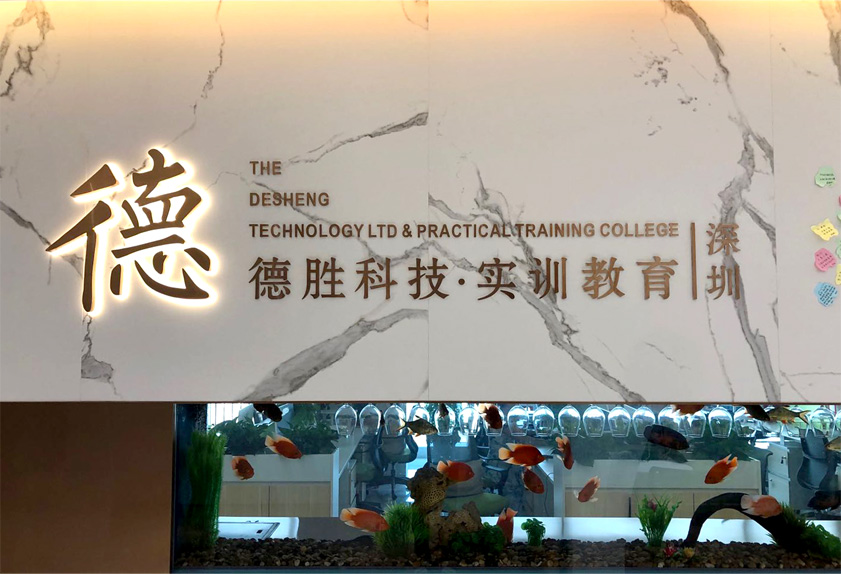 德
THE
DESHENG
TECHNOLOGY LTD & PRACTICAL TRAINING COLLEGE
德胜科技·实训教育
深圳